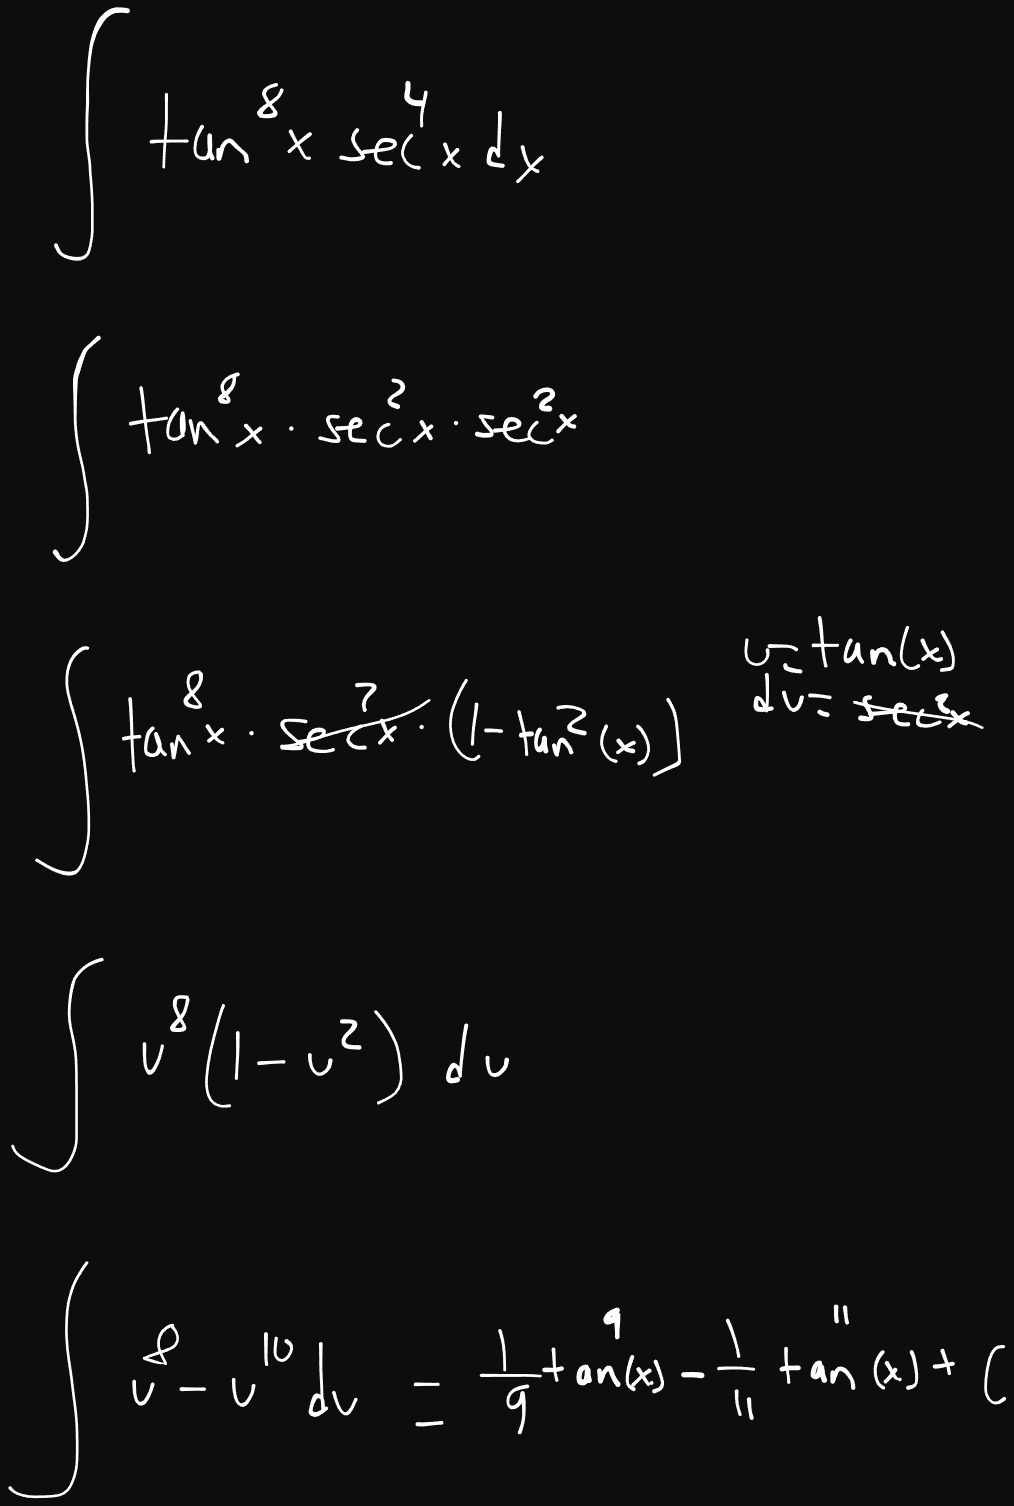 ∫ tan⁸x sec⁴x dx
∫ tan⁸x · sec²x · sec²x
u = tan(x)
du = sec²x
∫ tan⁸x · sec²x · (1 - tan²(x))
∫ u⁸(1 - u²) du
∫ u⁸ - u¹⁰ du = 1/9 tan⁹(x) - 1/11 tan¹¹(x) + C